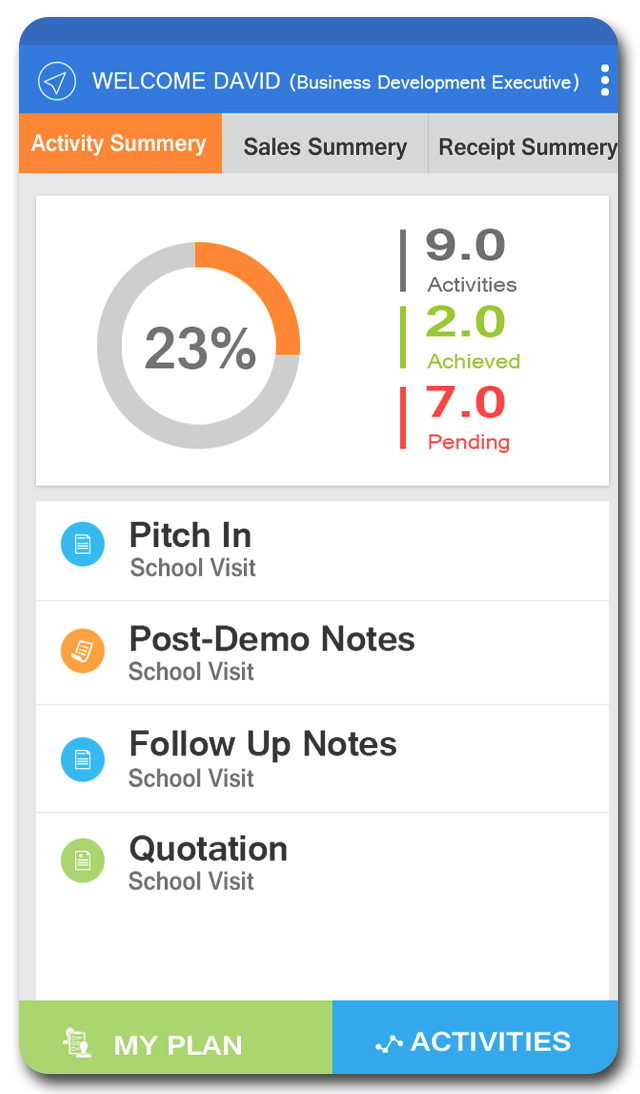 WELCOME DAVID (Business Development Executive)
Activity Summery
Sales Summery
Receipt Summery
23%
9.0
Activities
2.0
Achieved
7.0
Pending
Pitch In
School Visit
Post-Demo Notes
School Visit
Follow Up Notes
School Visit
Quotation
School Visit
MY PLAN
ACTIVITIES